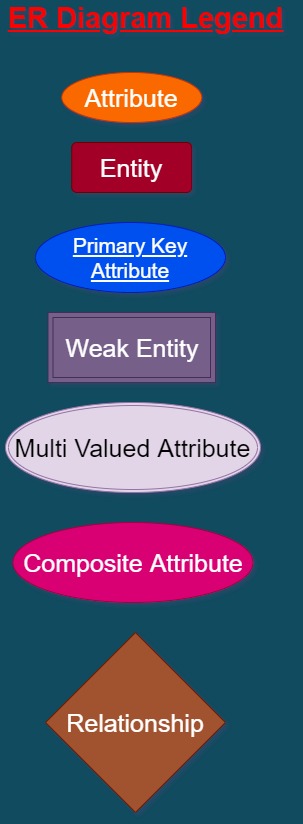 ER Diagram Legend
Attribute
Entity
Primary Key
Attribute
Weak Entity
Multi Valued Attribute
Composite Attribute
Relationship